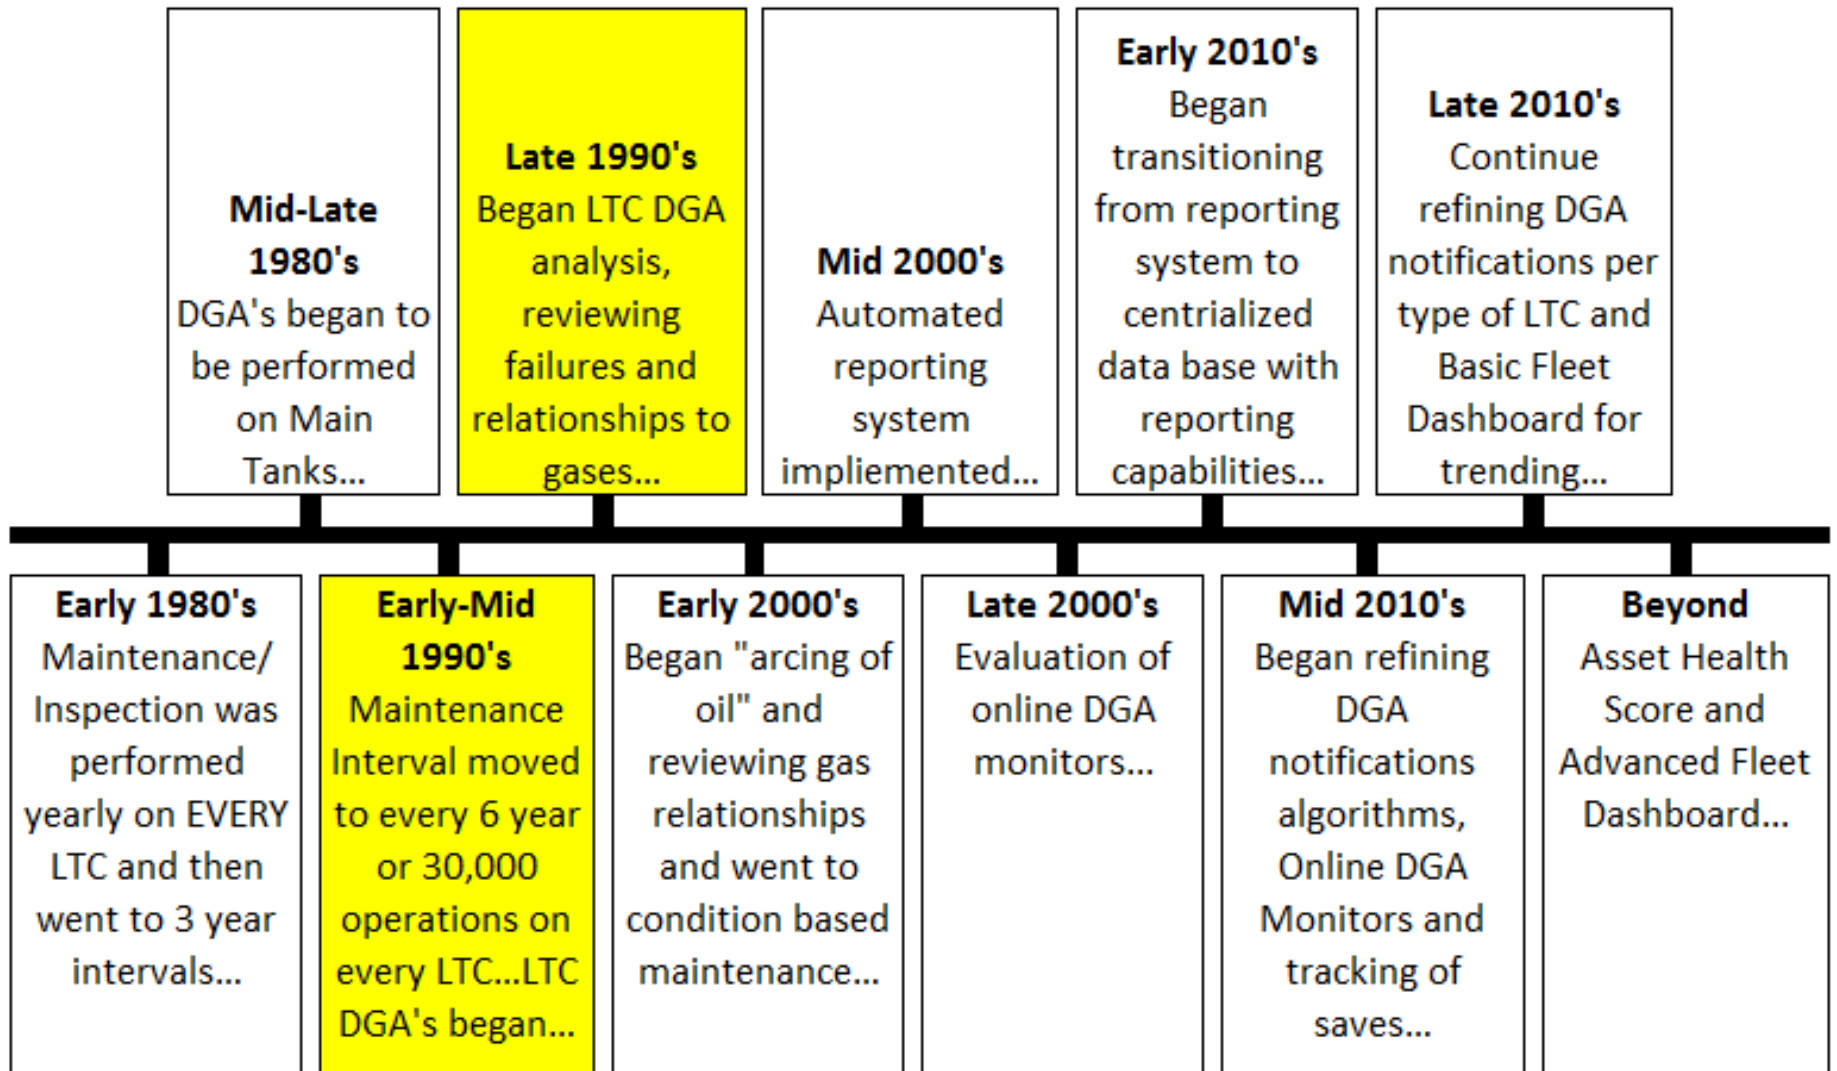 Mid-Late
1980's
DGA's began to
be performed
on Main
Tanks...
Late 1990's
Began LTC DGA
analysis,
reviewing
failures and
relationships to
gases...
Mid 2000's
Automated
reporting
system
impliemented...
Early 2010's
Began
transitioning
from reporting
system to
centrialized
data base with
reporting
capabilities...
Late 2010's
Continue
refining DGA
notifications per
type of LTC and
Basic Fleet
Dashboard for
trending...
Early 1980's
Maintenance/
Inspection was
performed
yearly on EVERY
LTC and then
went to 3 year
intervals...
Early-Mid
1990's
Maintenance
Interval moved
to every 6 year
or 30,000
operations on
every LTC...LTC
DGA's began...
Early 2000's
Began "arcing of
oil" and
reviewing gas
relationships
and went to
condition based
maintenance...
Late 2000's
Evaluation of
online DGA
monitors...
Mid 2010's
Began refining
DGA
notifications
algorithms,
Online DGA
Monitors and
tracking of
saves...
Beyond
Asset Health
Score and
Advanced Fleet
Dashboard...